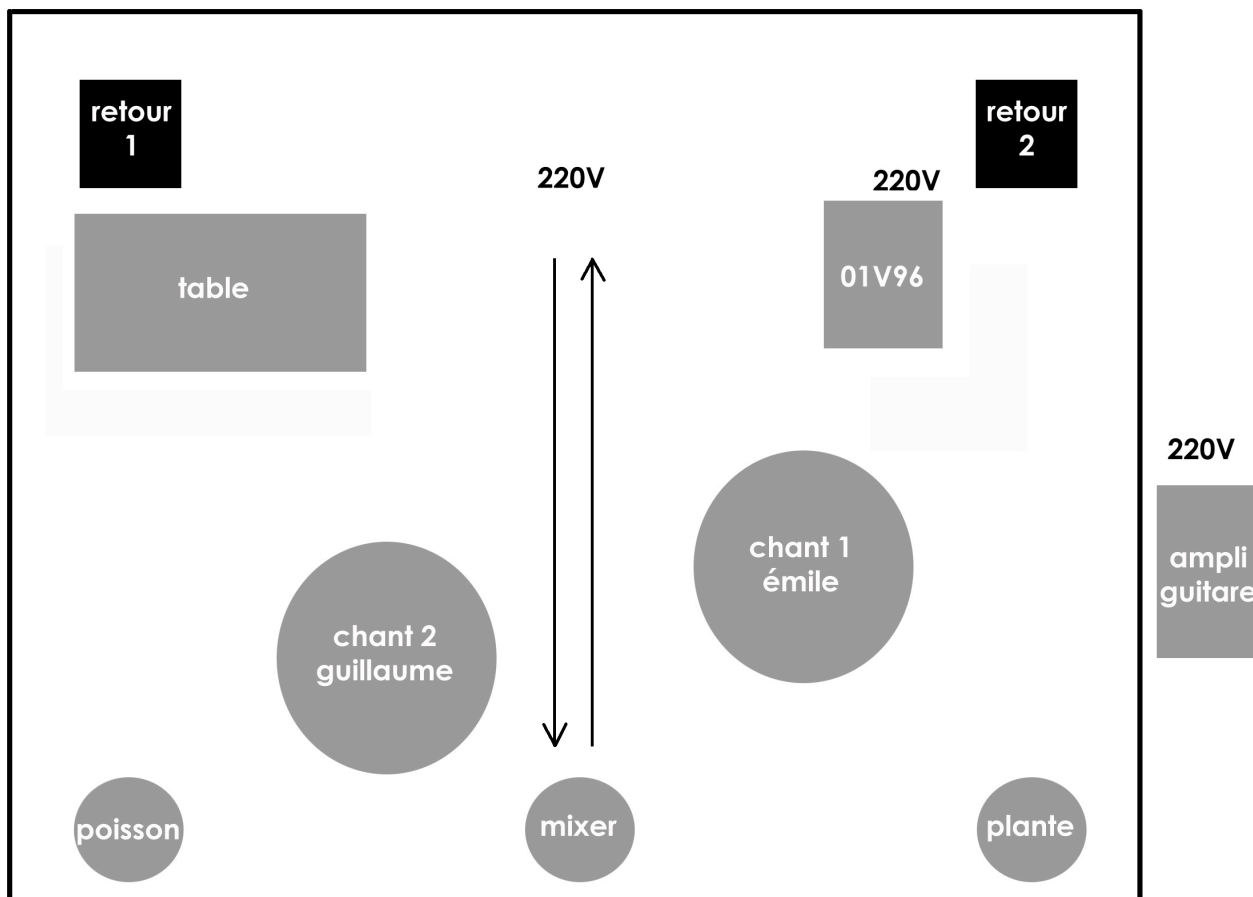 retour
1
retour
2
220V
220V
table
01V96
220V
ampli
guitare
chant 1
émile
chant 2
guillaume
poisson
mixer
plante